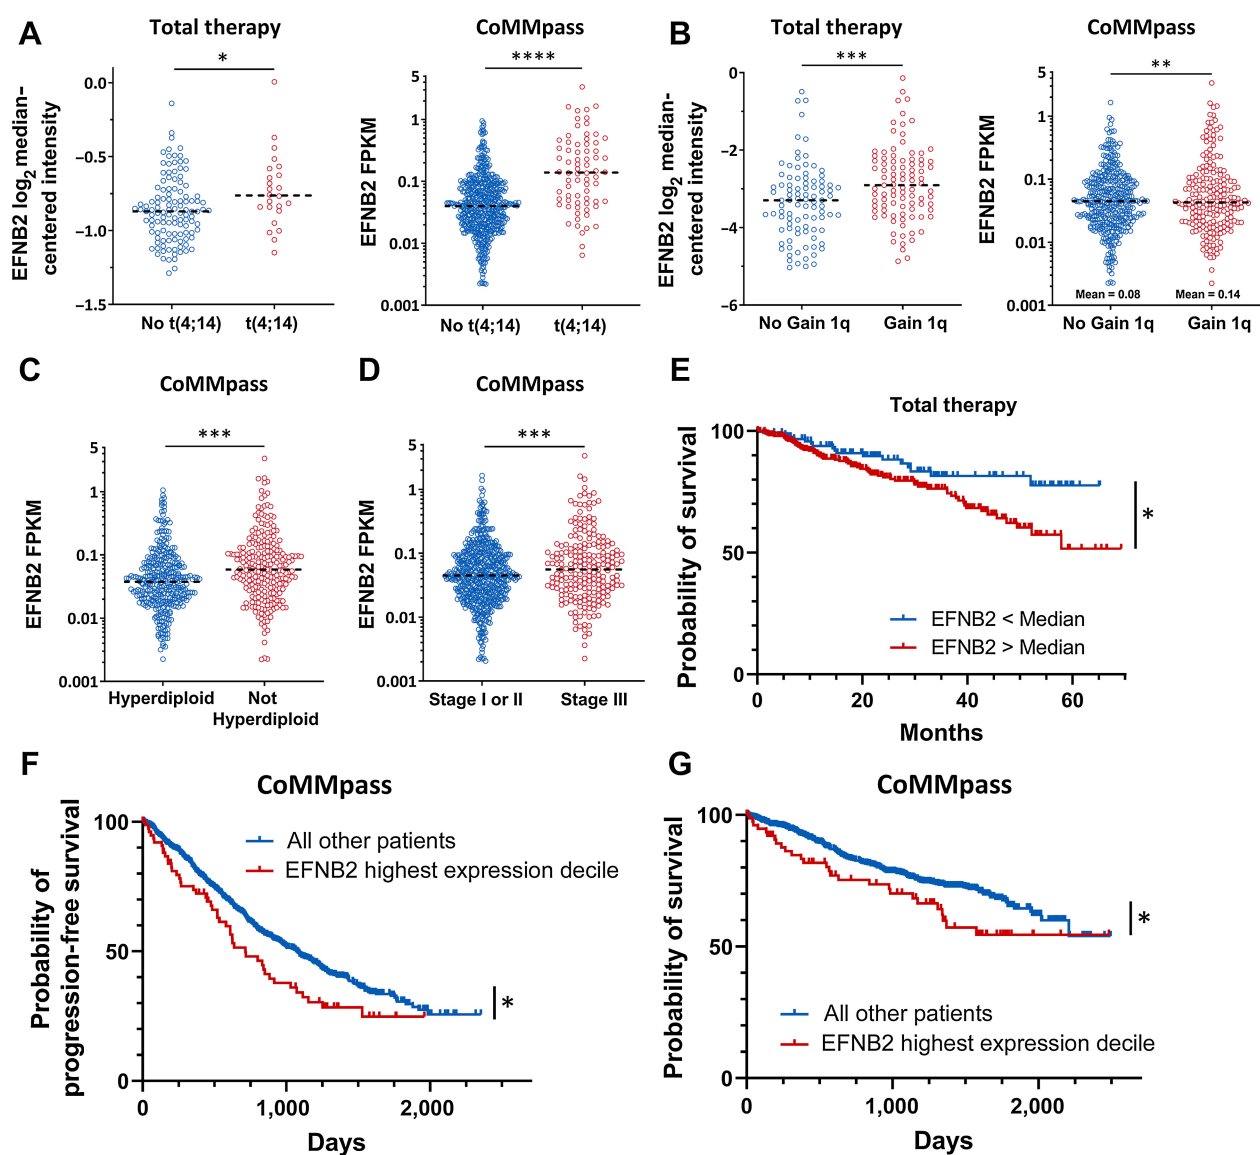 A
Total therapy
*
EFNB2 log2 median–
centered intensity
0.0
–0.5
–1.0
–1.5
No t(4;14)
t(4;14)
CoMMpass
****
EFNB2 FPKM
5
1
0.1
0.01
0.001
No t(4;14)
t(4;14)
B
Total therapy
***
EFNB2 log2 median-
centered intensity
0
–2
–4
–6
No Gain 1q
Gain 1q
CoMMpass
**
EFNB2 FPKM
5
1
0.1
0.01
0.001
Mean = 0.08
Mean = 0.14
No Gain 1q
Gain 1q
C
CoMMpass
***
EFNB2 FPKM
5
1
0.1
0.01
0.001
Hyperdiploid
Not
Hyperdiploid
D
CoMMpass
***
EFNB2 FPKM
5
1
0.1
0.01
0.001
Stage I or II
Stage III
E
Total therapy
Probability of survival
100
50
0
*
EFNB2 < Median
EFNB2 > Median
0
20
40
60
Months
F
CoMMpass
Probability of
progression-free survival
100
50
0
All other patients
EFNB2 highest expression decile
*
0
1,000
2,000
Days
G
CoMMpass
Probability of survival
100
50
0
*
All other patients
EFNB2 highest expression decile
0
1,000
2,000
Days